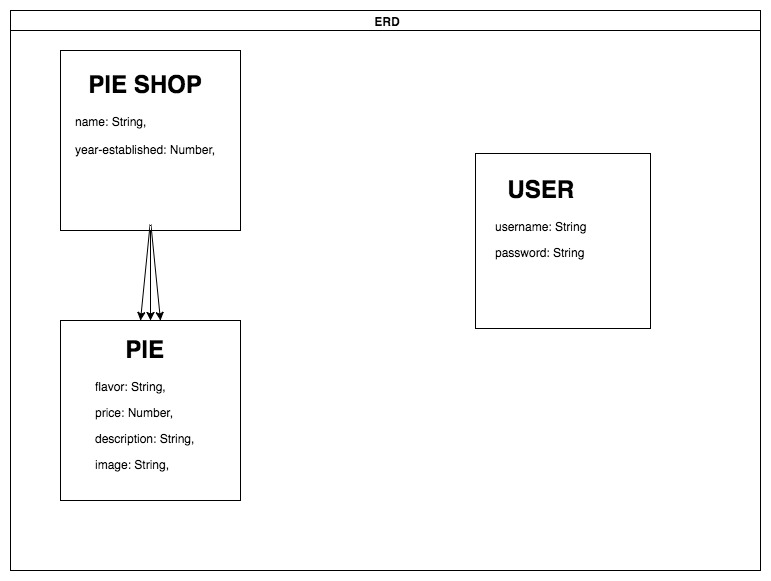 ERD
PIE SHOP
name: String,
year-established: Number,
USER
username: String
password: String
PIE
flavor: String,
price: Number,
description: String,
image: String,